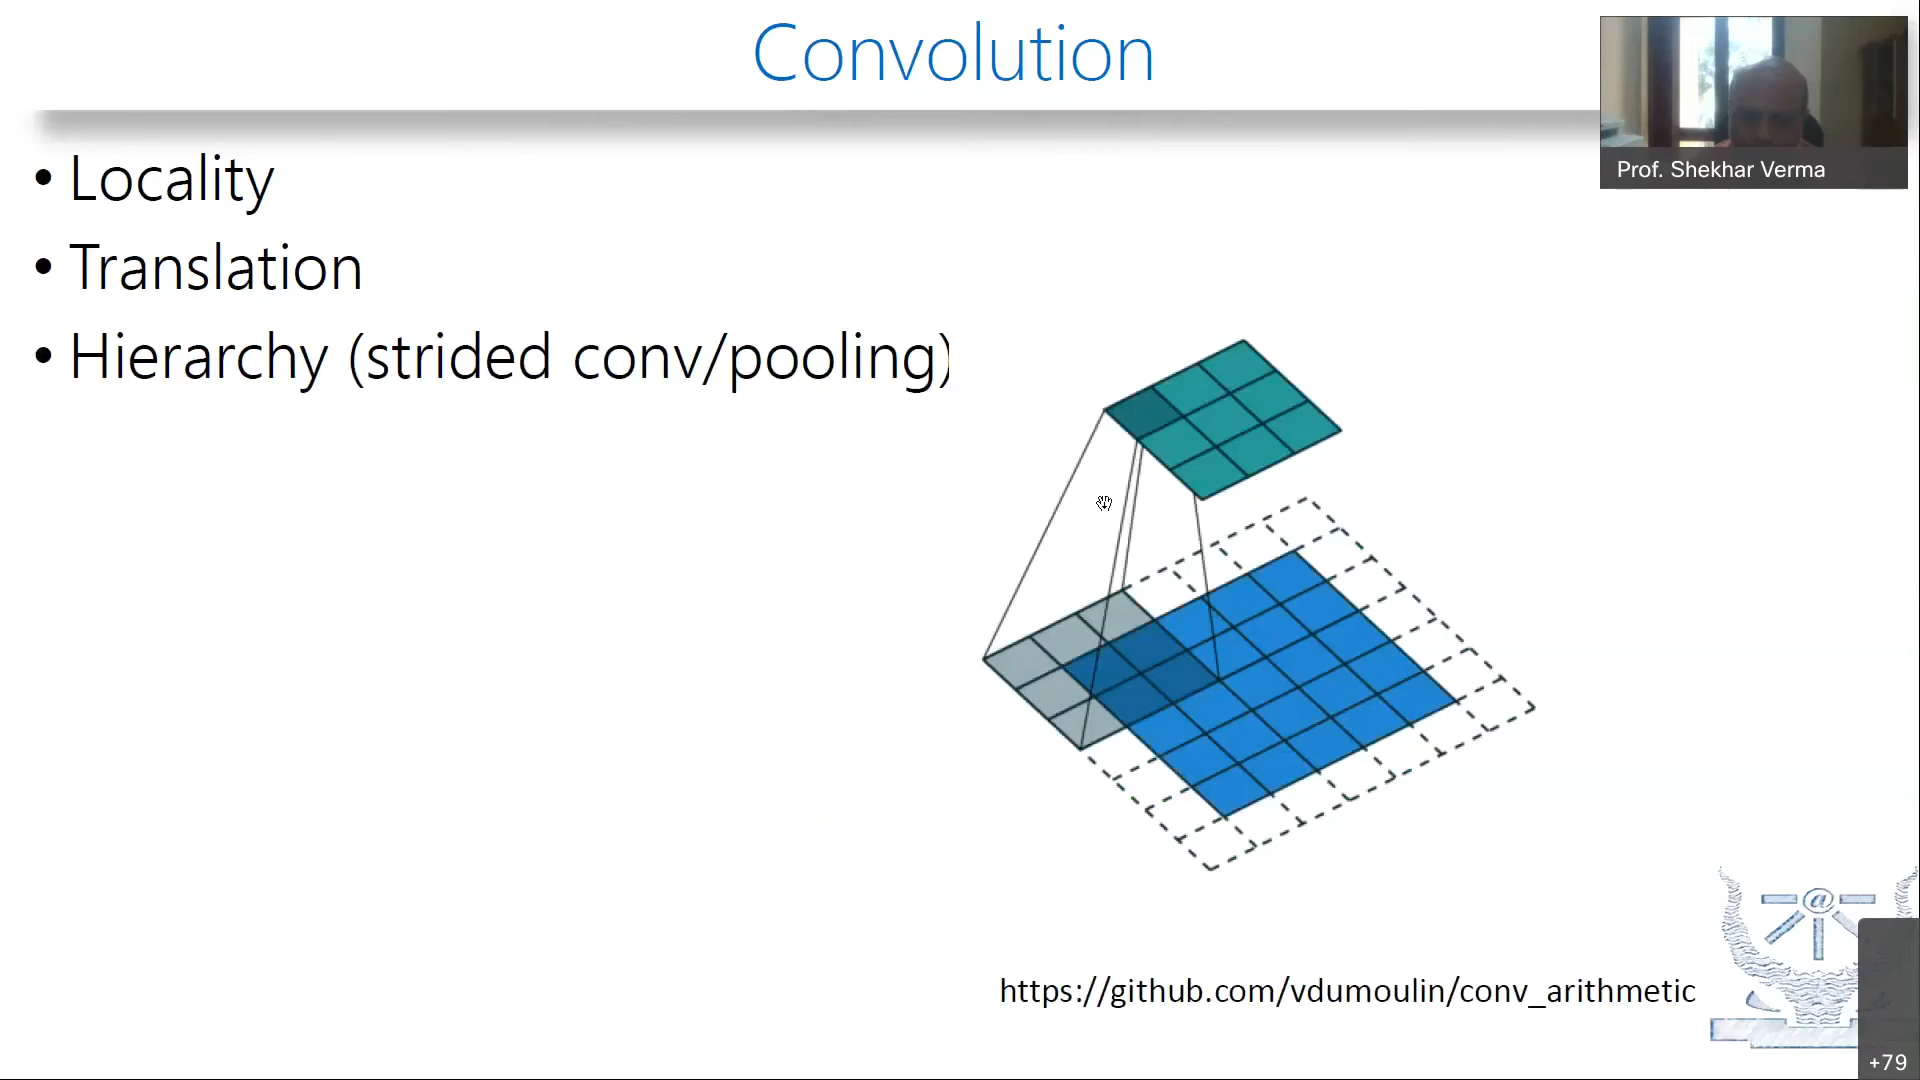 Convolution
Prof. Shekhar Verma
• Locality
• Translation
• Hierarchy (strided conv/pooling)
https://github.com/vdumoulin/conv_arithmetic
@
+79